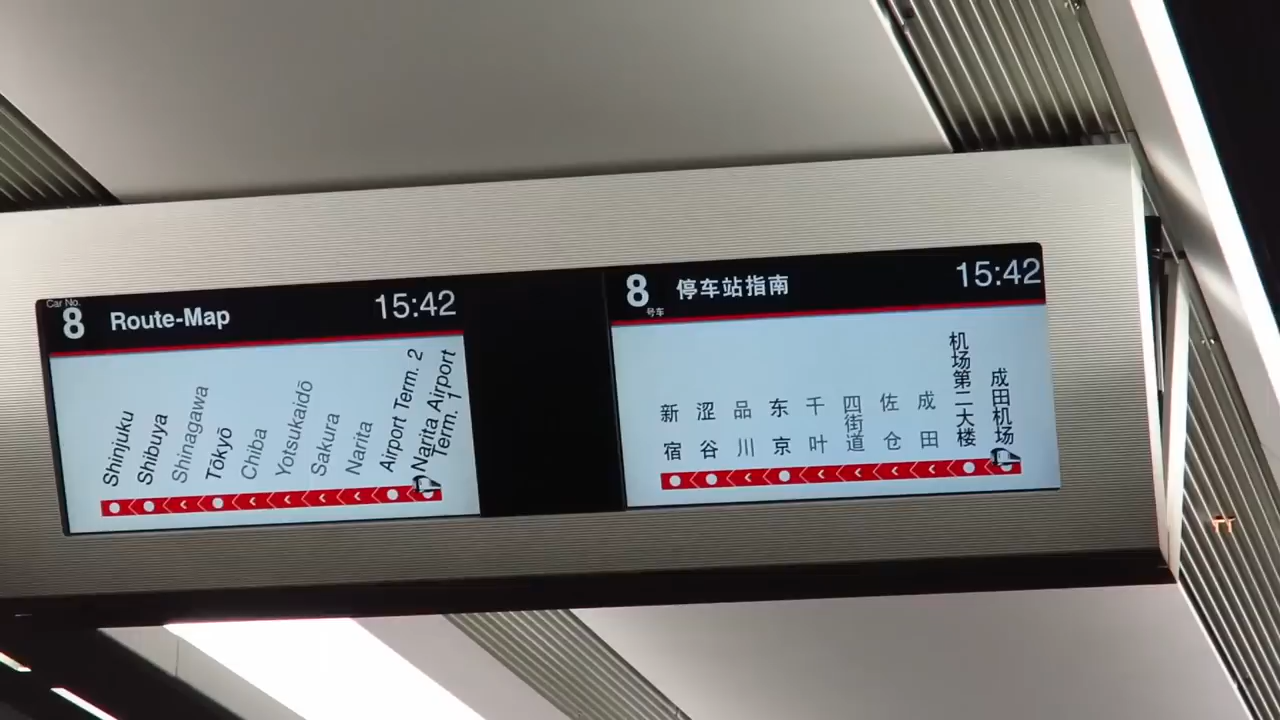 Car No.
8 Route-Map 15:42
Shinjuku
Shibuya
Shinagawa
Tōkyō
Chiba
Yotsukaidō
Sakura
Narita
Airport Term. 2
Narita Airport
Term. 1
8 号车 停车站指南 15:42
新宿
涩谷
品川
东京
千叶
四街道
佐仓
成田
机场第二大楼
成田机场